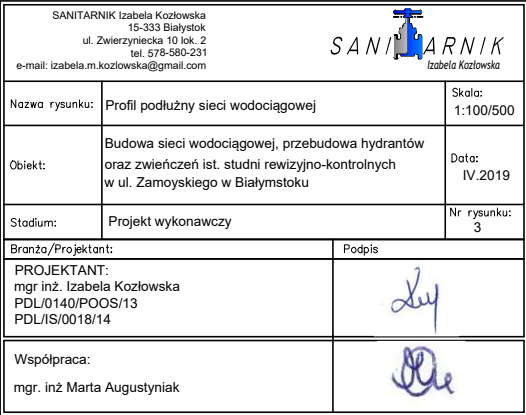 SANITARNIK Izabela Kozłowska
15-333 Białystok
ul. Zwierzyniecka 10 lok. 2
tel. 578-580-231
e-mail: izabela.m.kozlowska@gmail.com
SANITARNIK
Izabela Kozłowska
Nazwa rysunku:
Profil podłużny sieci wodociągowej
Skala:
1:100/500
Obiekt:
Budowa sieci wodociągowej, przebudowa hydrantów
oraz zwieńczeń ist. studni rewizyjno-kontrolnych
w ul. Zamoyskiego w Białymstoku
Data:
IV.2019
Stadium:
Projekt wykonawczy
Nr rysunku:
3
Branża/Projektant:
Podpis
PROJEKTANT:
mgr inż. Izabela Kozłowska
PDL/0140/POOS/13
PDL/IS/0018/14
Współpraca:
mgr. inż Marta Augustyniak